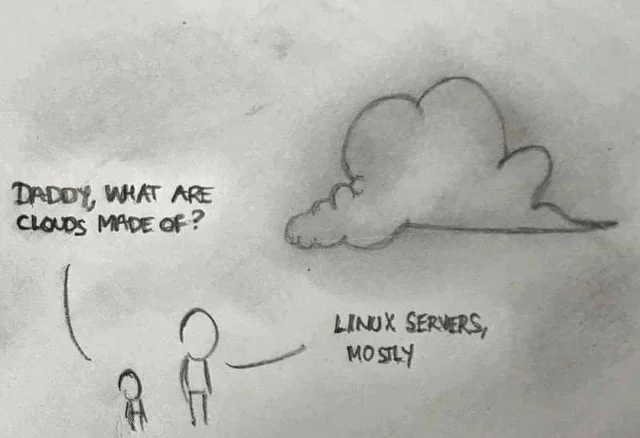 DADDY, WHAT ARE
CLOUDS MADE OF?
LINUX SERVERS,
MOSTLY